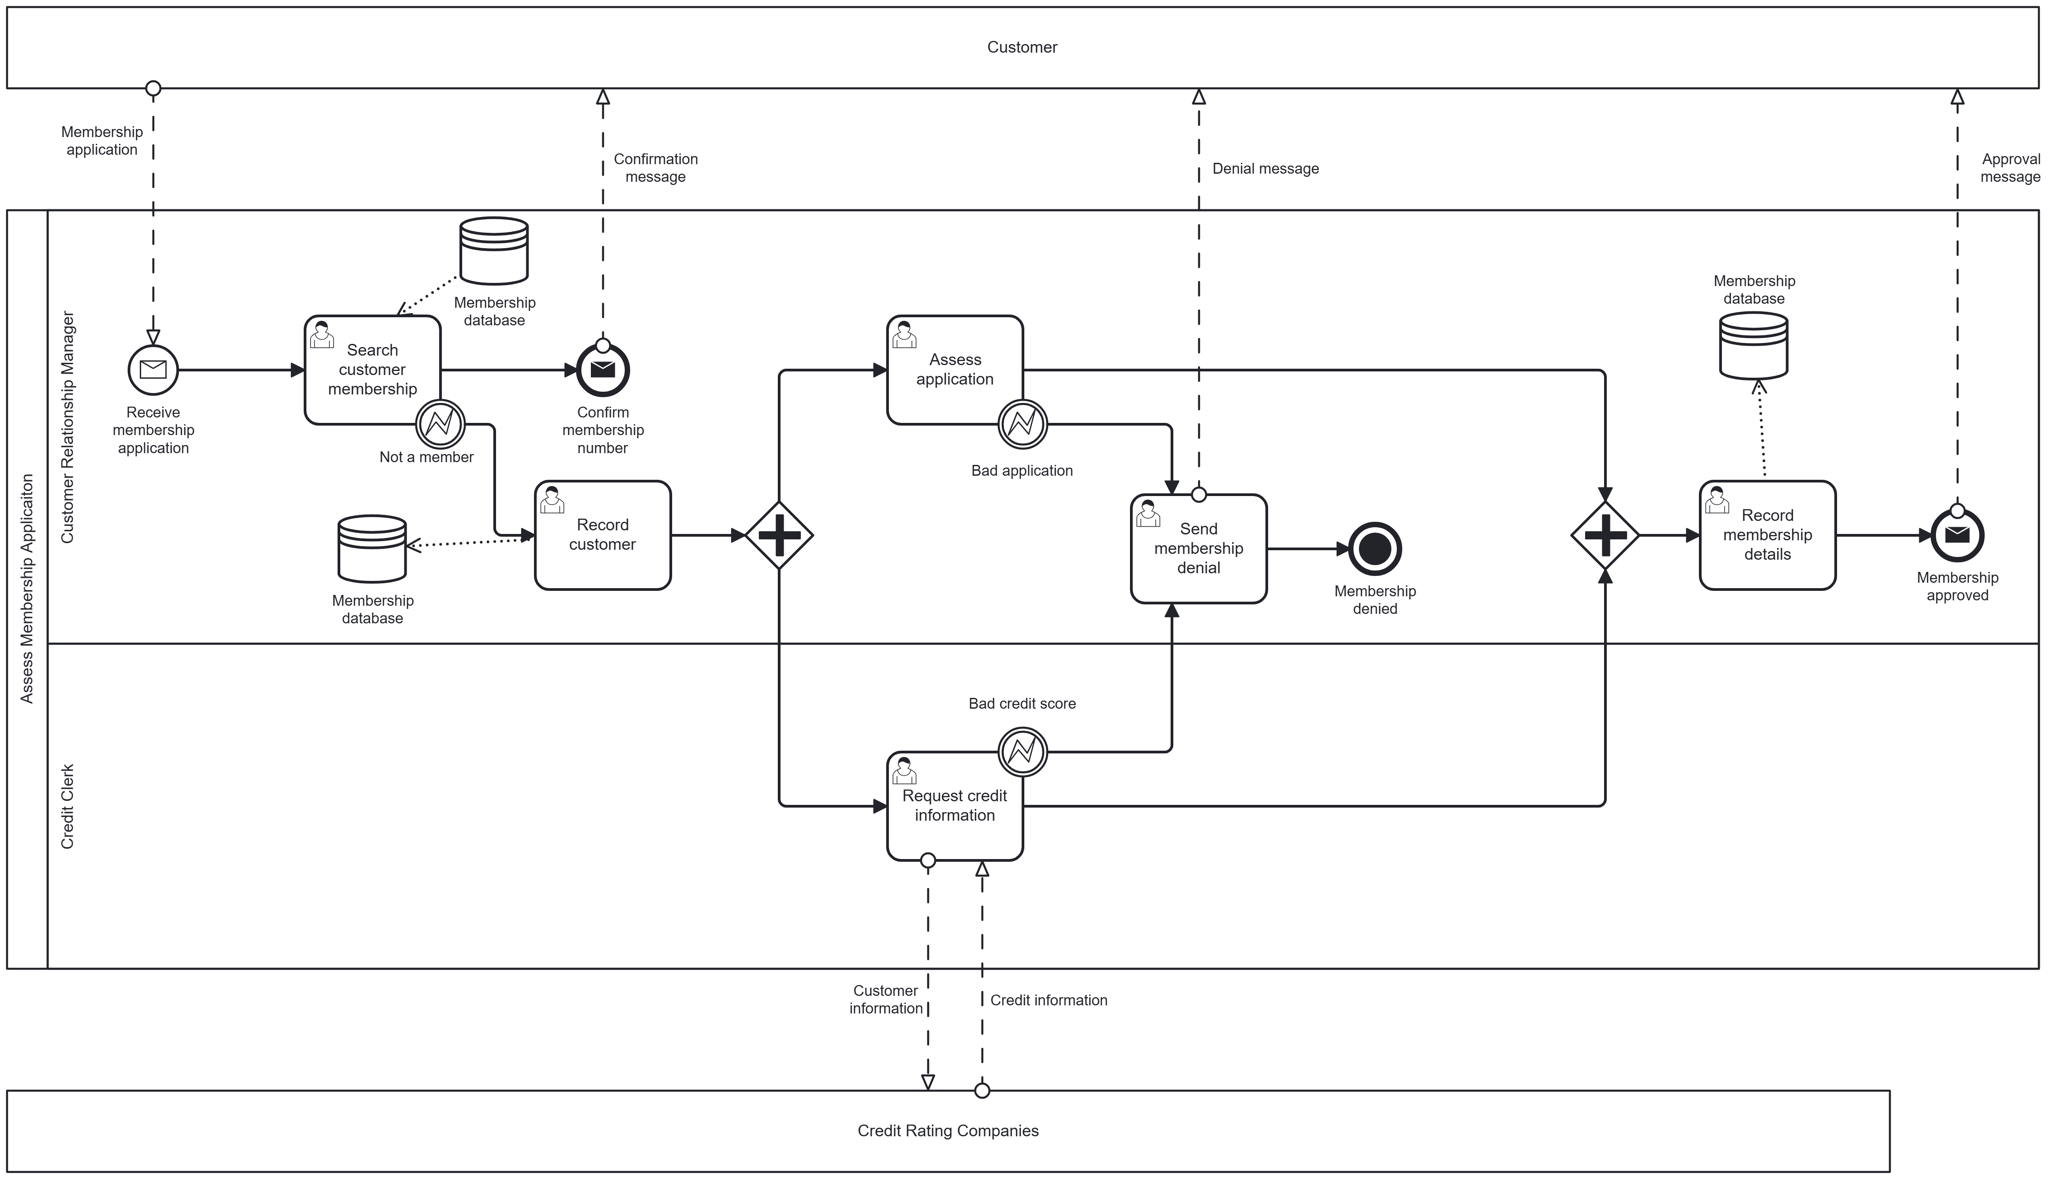 Customer
Membership
application
Confirmation
message
Denial message
Approval
message
Assess Membership Applicaiton
Customer Relationship Manager
Membership
database
Search
customer
membership
Receive
membership
application
Not a member
Confirm
membership
number
Record
customer
Membership
database
Assess
application
Bad application
Send
membership
denial
Membership
denied
Membership
database
Record
membership
details
Membership
approved
Credit Clerk
Bad credit score
Request credit
information
Customer
information
Credit information
Credit Rating Companies